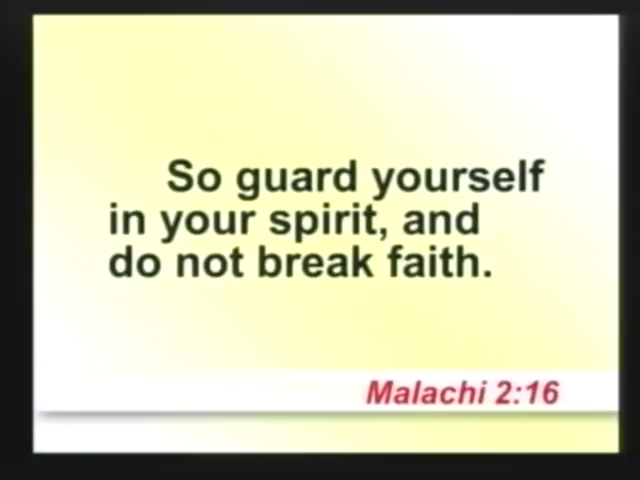 So guard yourself
in your spirit, and
do not break faith.
Malachi 2:16